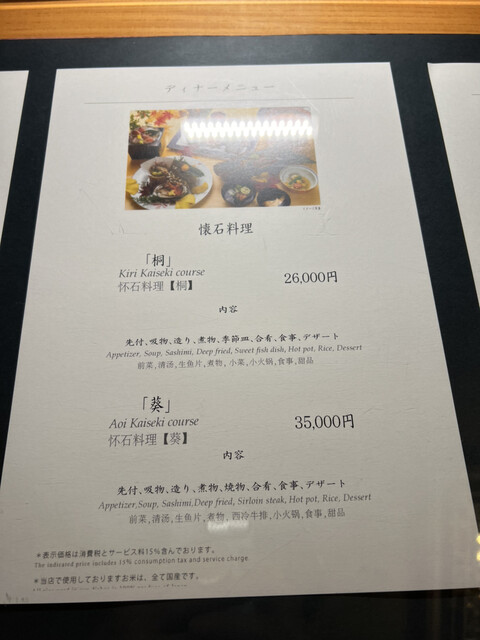 ディナーメニュー
懐石料理
「桐」
Kiri Kaiseki course
怀石料理【桐】
26,000円
内容
先付、吸物、造り、煮物、季節皿、合肴、食事、デザート
Appetizer, Soup, Sashimi, Deep fried, Sweet fish dish, Hot pot, Rice, Dessert
前菜,清汤,生鱼片,煮物, 小菜,小火锅,食事,甜品
「葵」
Aoi Kaiseki course
怀石料理【葵】
35,000円
内容
先付、吸物、造り、煮物、焼物、合肴、食事、デザート
Appetizer,Soup, Sashimi,Deep fried, Sirloin steak, Hot pot, Rice, Dessert
前菜,清汤,生鱼片,煮物, 西冷牛排,小火锅,食事,甜品
＊表示価格は消費税とサービス料15％含んでおります。
The indicated price includes 15% consumption tax and service charge.
＊当店で使用しておりますお米は、全て国産です。